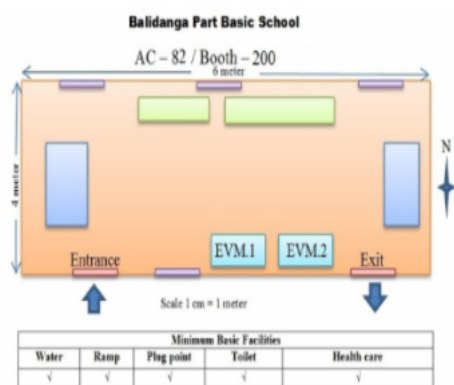 Balidanga Part Basic School
AC – 82 / Booth – 200
6 meter
4 meter
N
EVM.1 EVM.2
Entrance Exit
Scale 1 cm = 1 meter
Minimum Basic Facilities
Water Ramp Plug point Toilet Health care
√ √ √ √ √